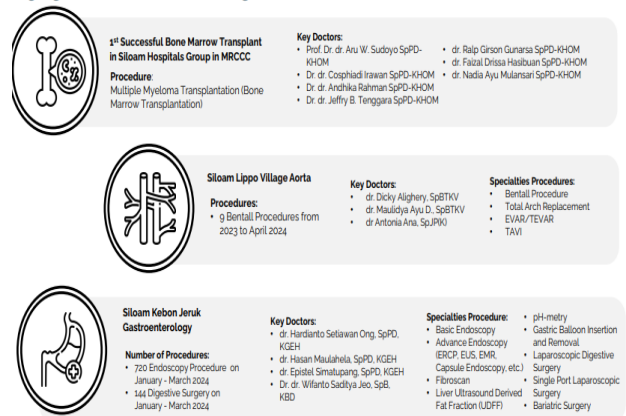 1st Successful Bone Marrow Transplant
in Siloam Hospitals Group in MRCCC
Procedure:
Multiple Myeloma Transplantation (Bone
Marrow Transplantation)
Key Doctors:
• Prof. Dr. dr. Aru W. Sudoyo SpPD-
KHOM
• Dr. dr. Cosphiadi Irawan SpPD-KHOM
• Dr. dr. Andhika Rahman SpPD-KHOM
• Dr. dr. Jeffry B. Tenggara SpPD-KHOM
• dr. Ralp Girson Gunarsa SpPD-KHOM
• dr. Faizal Drissa Hasibuan SpPD-KHOM
• dr. Nadia Ayu Mulansari SpPD-KHOM
Siloam Lippo Village Aorta
Procedures:
• 9 Bentall Procedures from
2023 to April 2024
Key Doctors:
• dr. Dicky Alighery, SpBTKV
• dr. Maulidya Ayu D., SpBTKV
• dr Antonia Ana, SpJP(K)
Specialties Procedures:
• Bentall Procedure
• Total Arch Replacement
• EVAR/TEVAR
• TAVI
Siloam Kebon Jeruk
Gastroenterology
Number of Procedures:
• 720 Endoscopy Procedure on
January - March 2024
• 144 Digestive Surgery on
January - March 2024
Key Doctors:
• dr. Hardianto Setiawan Ong, SpPD,
KGEH
• dr. Hasan Maulahela, SpPD, KGEH
• dr. Epistel Simatupang, SpPD, KGEH
• Dr. dr. Wifanto Saditya Jeo, SpB,
KBD
Specialties Procedure:
• Basic Endoscopy
• Advance Endoscopy
(ERCP, EUS, EMR,
Capsule Endoscopy, etc.)
• Fibroscan
• Liver Ultrasound Derived
Fat Fraction (UDFF)
• pH-metry
• Gastric Balloon Insertion
and Removal
• Laparoscopic Digestive
Surgery
• Single Port Laparoscopic
Surgery
• Bariatric Surgery